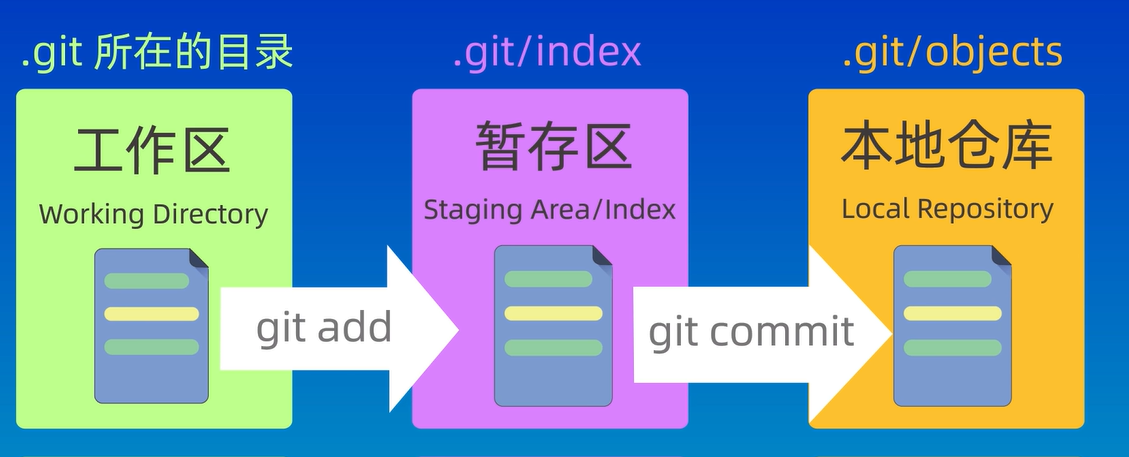 .git 所在的目录
.git/index
.git/objects
工作区
Working Directory
暂存区
Staging Area/Index
本地仓库
Local Repository
git add
git commit